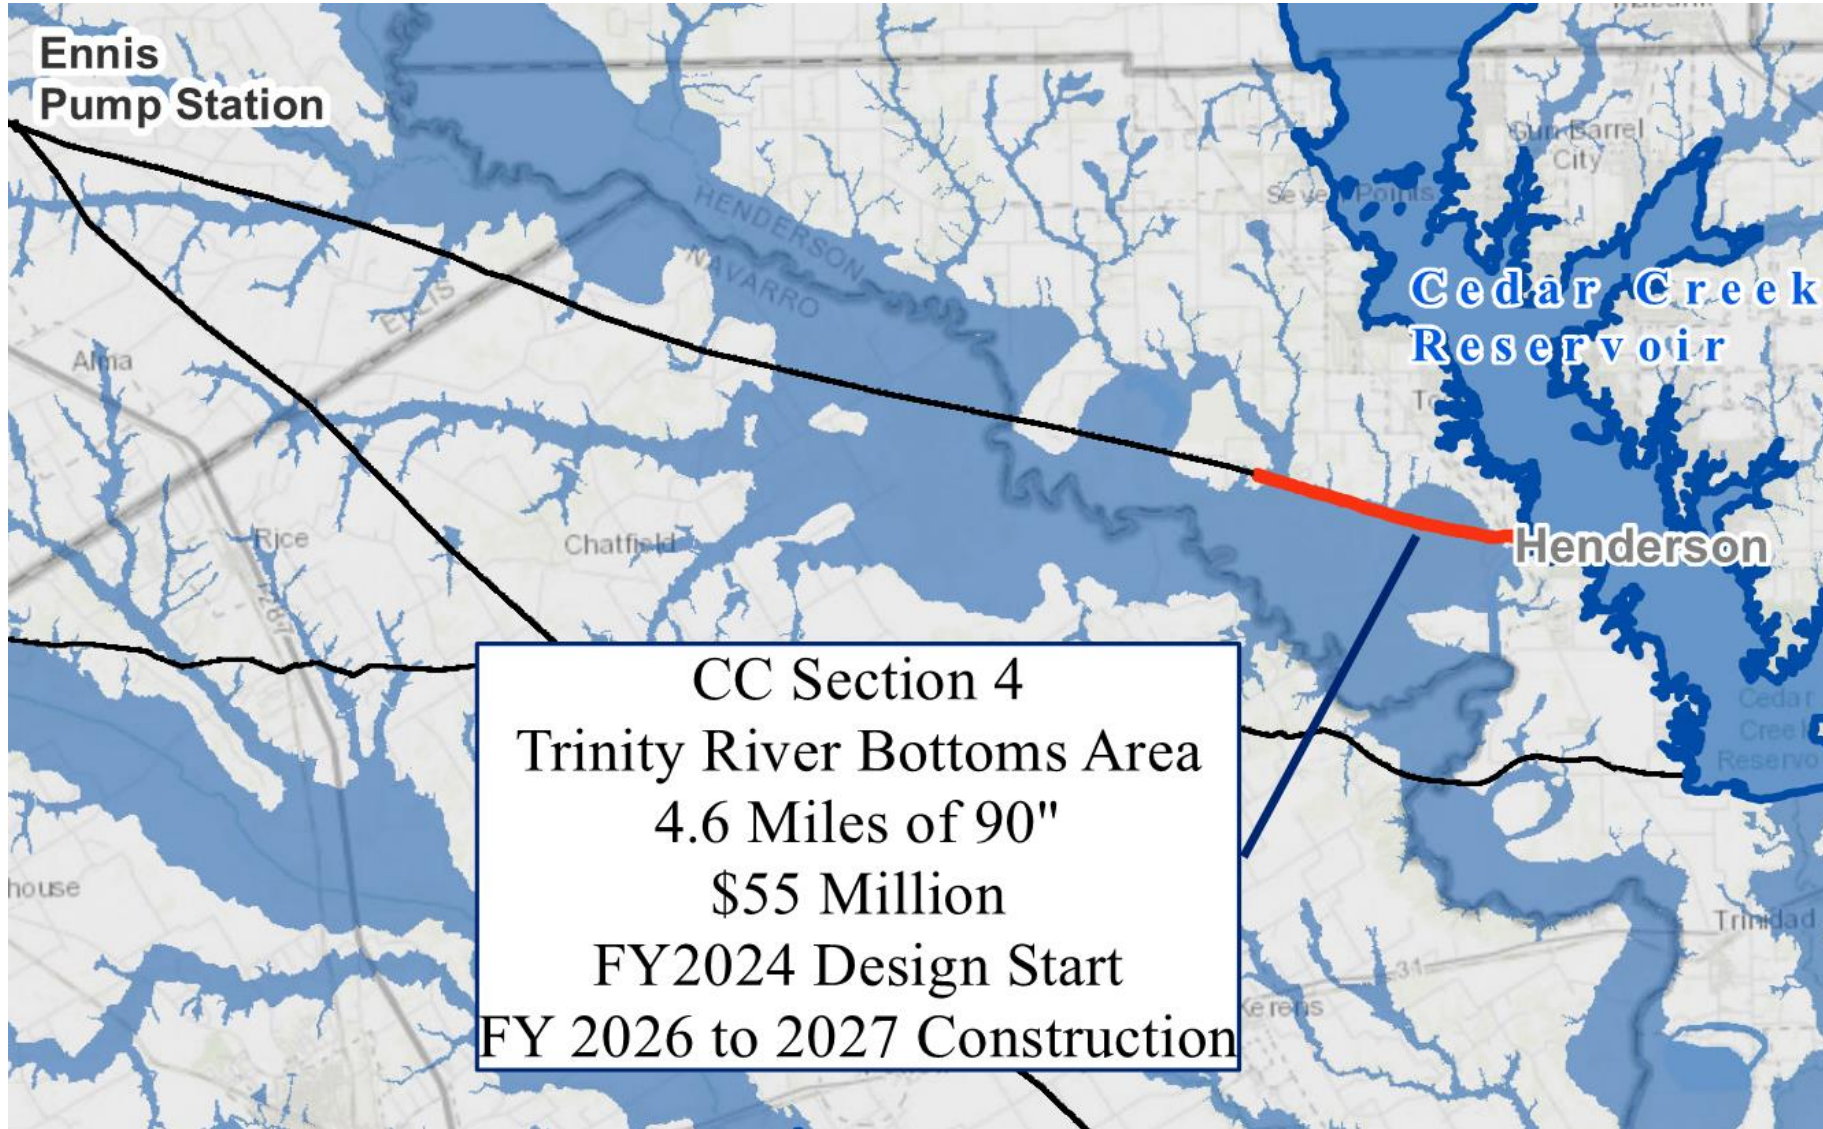 Ennis
Pump Station
Gun Barrel
City
Seven Points
HENDERSON
NAVARRO
ELLIS
Cedar Creek
Reservoir
Alma
Rice
Chatfield
Henderson
CC Section 4
Trinity River Bottoms Area
4.6 Miles of 90"
$55 Million
FY2024 Design Start
FY 2026 to 2027 Construction
Cedar
Creek
Reservo
house
Trinidad
31
Kerens